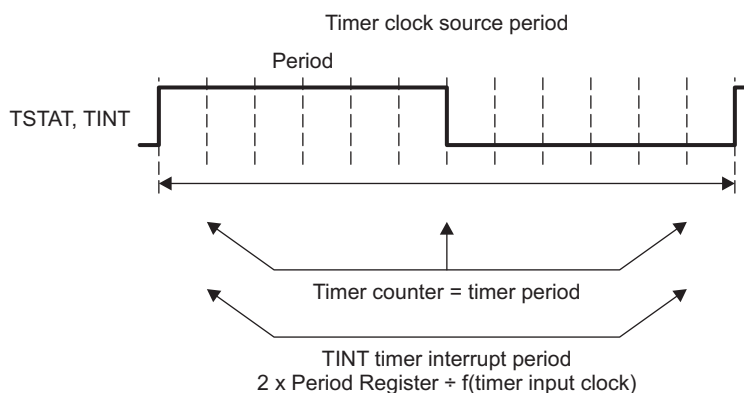 Timer clock source period
Period
TSTAT, TINT
Timer counter = timer period
TINT timer interrupt period
2 x Period Register ÷ f(timer input clock)